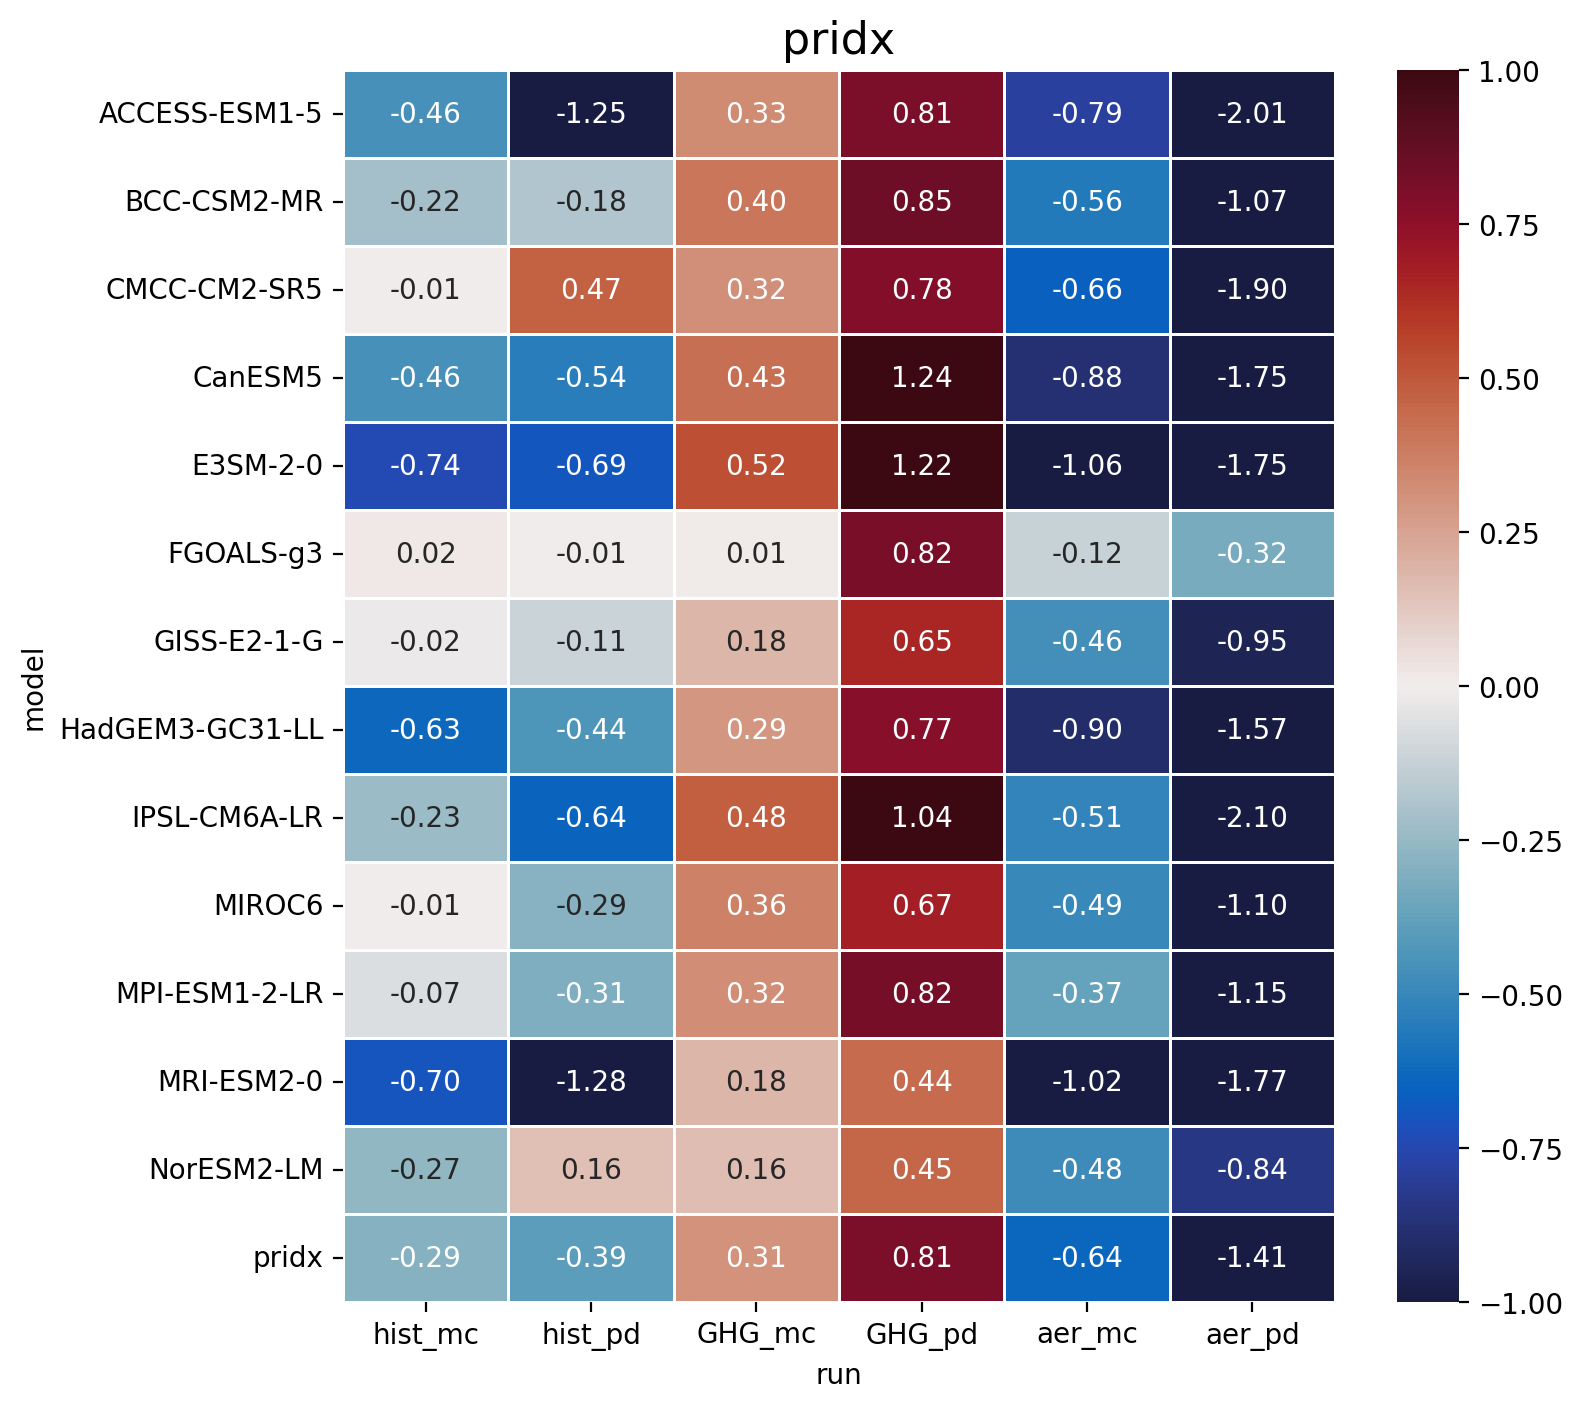 pridx
ACCESS-ESM1-5 -0.46 -1.25 0.33 0.81 -0.79 -2.01
BCC-CSM2-MR -0.22 -0.18 0.40 0.85 -0.56 -1.07
CMCC-CM2-SR5 -0.01 0.47 0.32 0.78 -0.66 -1.90
CanESM5 -0.46 -0.54 0.43 1.24 -0.88 -1.75
E3SM-2-0 -0.74 -0.69 0.52 1.22 -1.06 -1.75
FGOALS-g3 0.02 -0.01 0.01 0.82 -0.12 -0.32
GISS-E2-1-G -0.02 -0.11 0.18 0.65 -0.46 -0.95
HadGEM3-GC31-LL -0.63 -0.44 0.29 0.77 -0.90 -1.57
IPSL-CM6A-LR -0.23 -0.64 0.48 1.04 -0.51 -2.10
MIROC6 -0.01 -0.29 0.36 0.67 -0.49 -1.10
MPI-ESM1-2-LR -0.07 -0.31 0.32 0.82 -0.37 -1.15
MRI-ESM2-0 -0.70 -1.28 0.18 0.44 -1.02 -1.77
NorESM2-LM -0.27 0.16 0.16 0.45 -0.48 -0.84
pridx -0.29 -0.39 0.31 0.81 -0.64 -1.41
hist_mc hist_pd GHG_mc GHG_pd aer_mc aer_pd
run
model
1.00
0.75
0.50
0.25
0.00
−0.25
−0.50
−0.75
−1.00